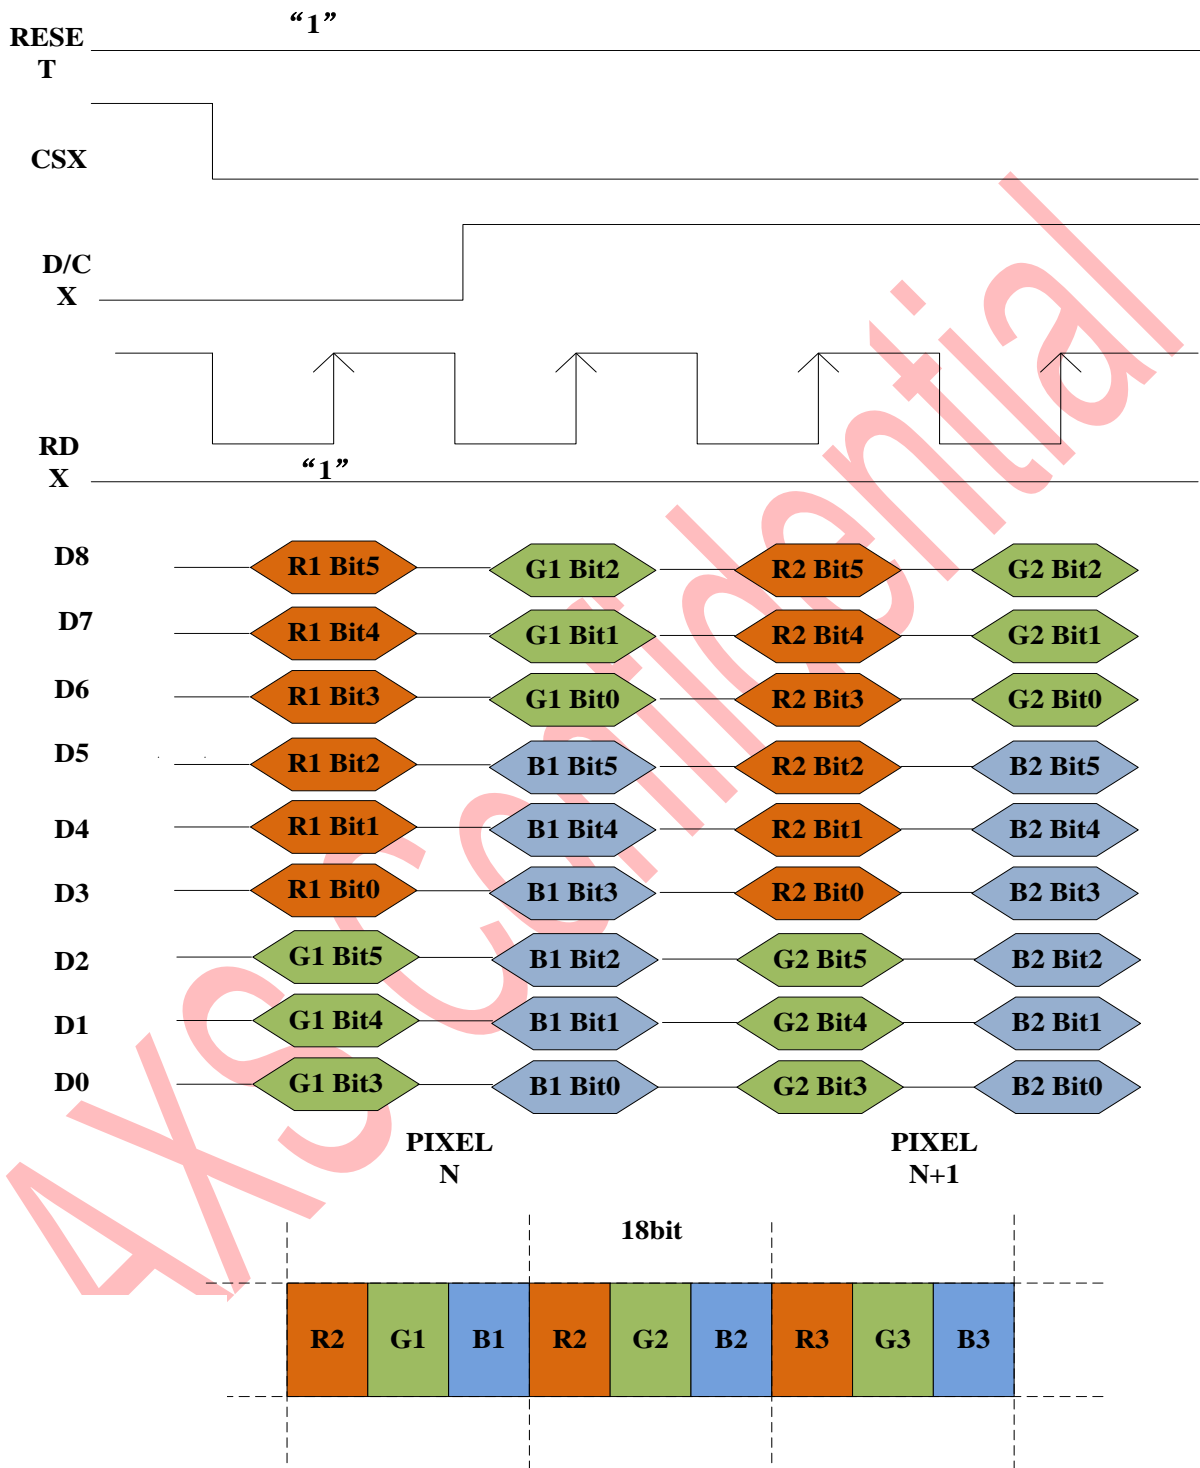 “1”
RESE
T
CSX
D/C
X
RD
X
“1”
D8 R1 Bit5 G1 Bit2 R2 Bit5 G2 Bit2
D7 R1 Bit4 G1 Bit1 R2 Bit4 G2 Bit1
D6 R1 Bit3 G1 Bit0 R2 Bit3 G2 Bit0
D5 R1 Bit2 B1 Bit5 R2 Bit2 B2 Bit5
D4 R1 Bit1 B1 Bit4 R2 Bit1 B2 Bit4
D3 R1 Bit0 B1 Bit3 R2 Bit0 B2 Bit3
D2 G1 Bit5 B1 Bit2 G2 Bit5 B2 Bit2
D1 G1 Bit4 B1 Bit1 G2 Bit4 B2 Bit1
D0 G1 Bit3 B1 Bit0 G2 Bit3 B2 Bit0
PIXEL
N
PIXEL
N+1
18bit
R2 G1 B1 R2 G2 B2 R3 G3 B3
AXS Confidential